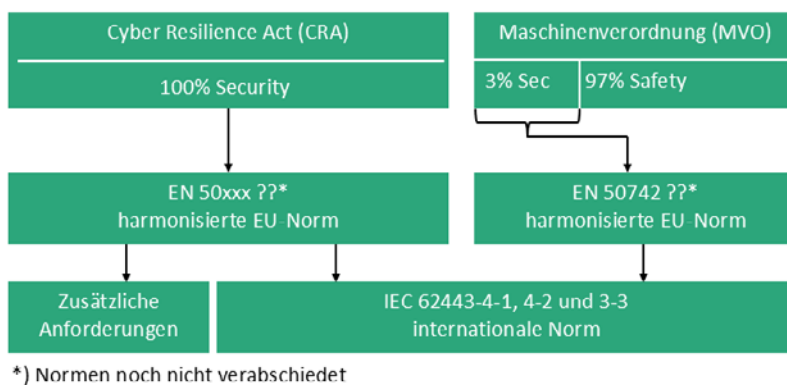 Cyber Resilience Act (CRA)
100% Security
Maschinenverordnung (MVO)
3% Sec
97% Safety
EN 50xxx ??*
harmonisierte EU-Norm
EN 50742 ??*
harmonisierte EU-Norm
Zusätzliche
Anforderungen
IEC 62443-4-1, 4-2 und 3-3
internationale Norm
*) Normen noch nicht verabschiedet